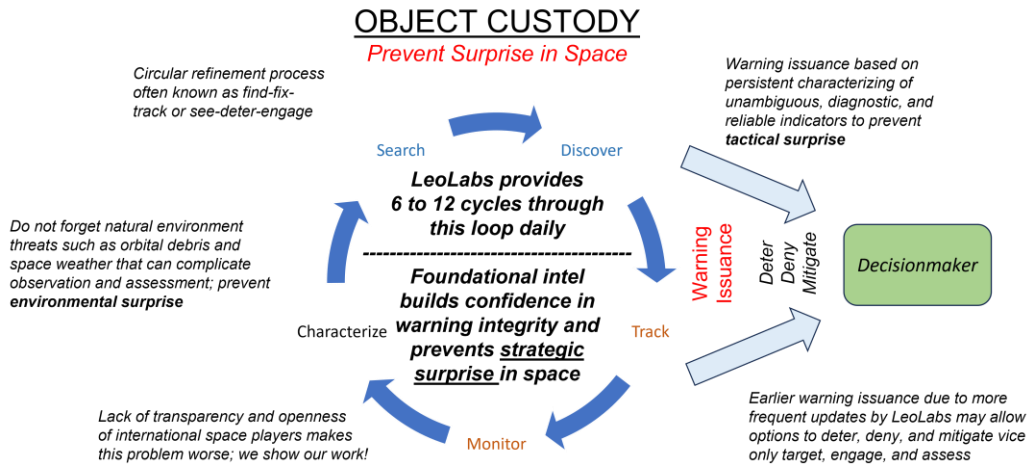 OBJECT CUSTODY
Prevent Surprise in Space
Circular refinement process
often known as find-fix-
track or see-deter-engage
Warning issuance based on
persistent characterizing of
unambiguous, diagnostic, and
reliable indicators to prevent
tactical surprise
Search
Discover
LeoLabs provides
6 to 12 cycles through
this loop daily
Do not forget natural environment
threats such as orbital debris and
space weather that can complicate
observation and assessment; prevent
environmental surprise
Foundational intel
builds confidence in
warning integrity and
prevents strategic
surprise in space
Characterize
Track
Monitor
Warning
Issuance
Deter
Deny
Mitigate
Decisionmaker
Lack of transparency and openness
of international space players makes
this problem worse; we show our work!
Earlier warning issuance due to more
frequent updates by LeoLabs may allow
options to deter, deny, and mitigate vice
only target, engage, and assess